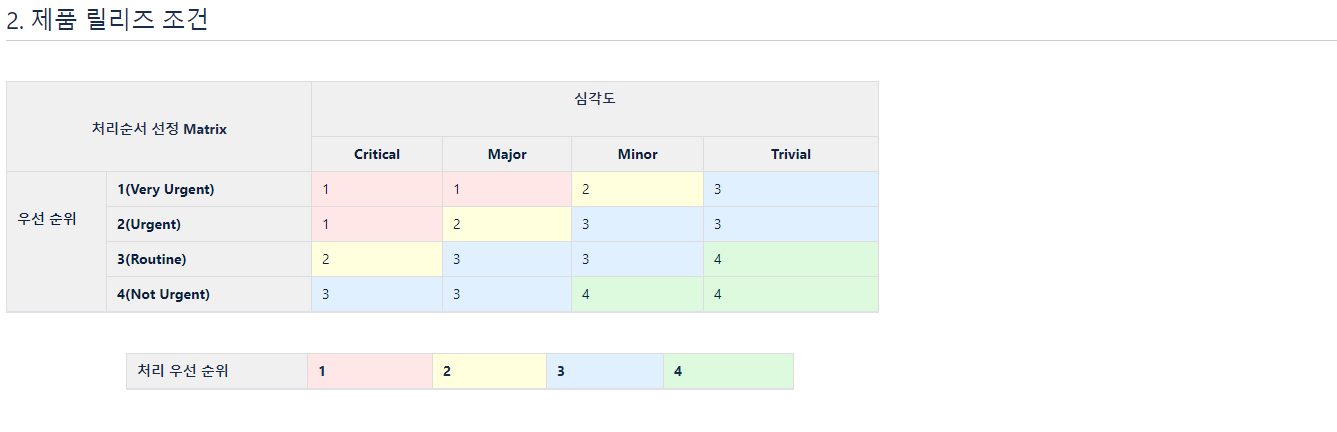 2. 제품 릴리즈 조건
처리순서 선정 Matrix
심각도
Critical Major Minor Trivial
우선 순위
1(Very Urgent) 1 1 2 3
2(Urgent) 1 2 3 3
3(Routine) 2 3 3 4
4(Not Urgent) 3 3 4 4
처리 우선 순위 1 2 3 4